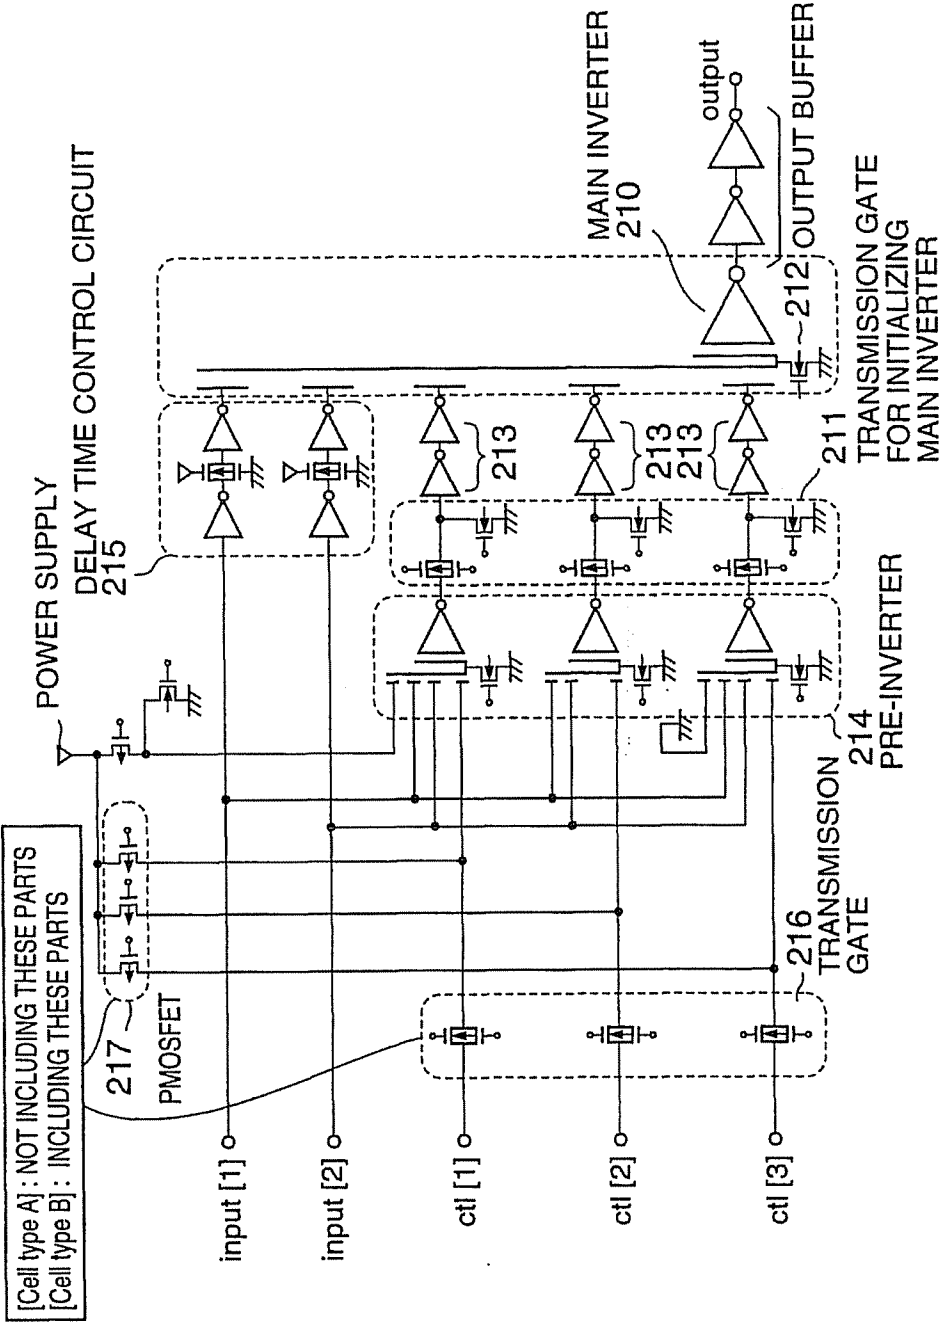 [Cell type A] : NOT INCLUDING THESE PARTS
[Cell type B] : INCLUDING THESE PARTS
POWER SUPPLY
DELAY TIME CONTROL CIRCUIT
215
217
PMOSFET
input [1]
input [2]
ctl [1]
ctl [2]
ctl [3]
216
TRANSMISSION
GATE
214
PRE-INVERTER
213
213
213
211
TRANSMISSION GATE
FOR INITIALIZING
MAIN INVERTER
212
OUTPUT BUFFER
MAIN INVERTER
210
output